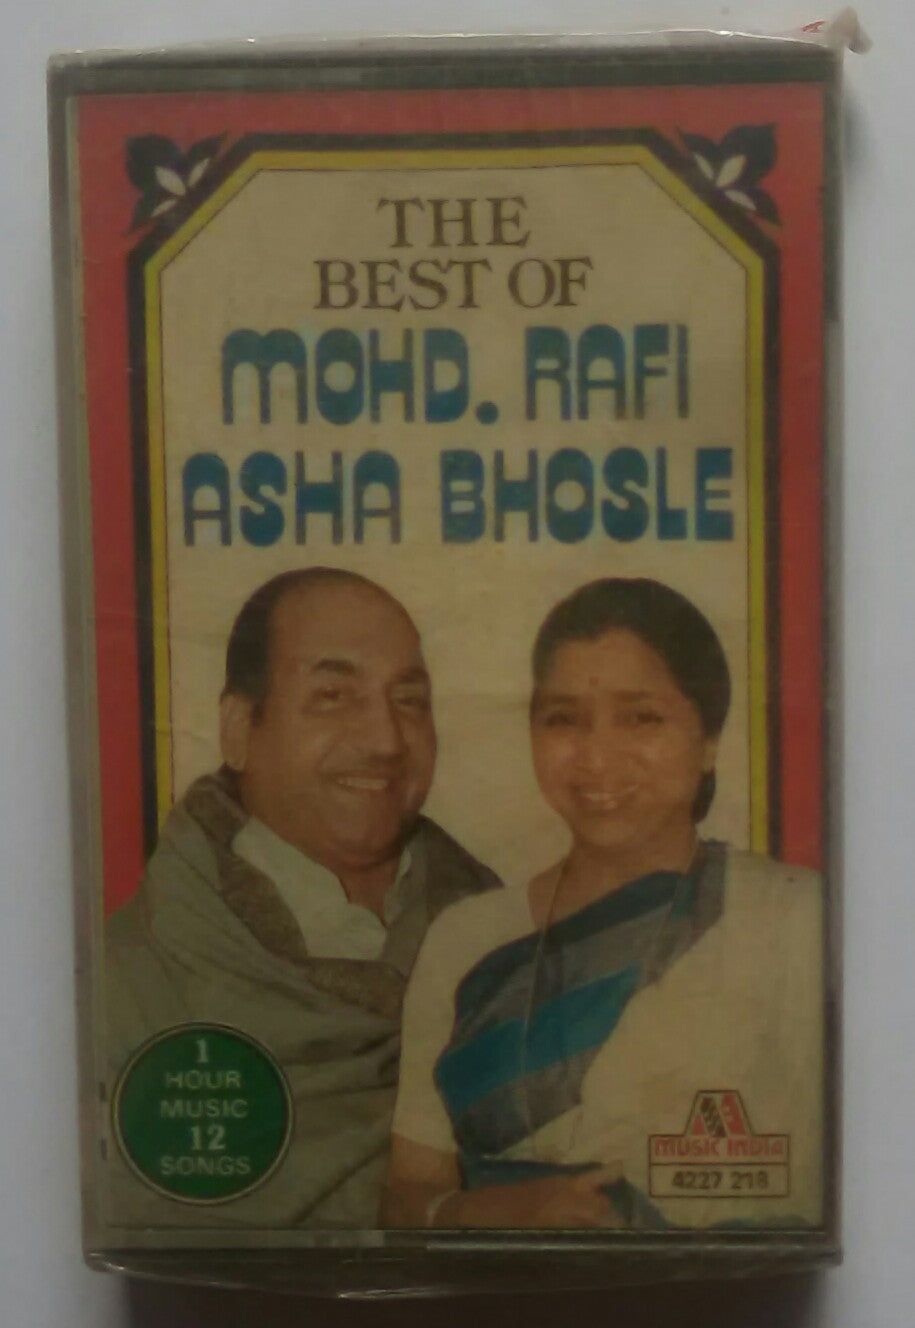 THE
BEST OF
MOHD. RAFI
ASHA BHOSLE
1
HOUR
MUSIC
12
SONGS
MUSIC INDIA
4227 218